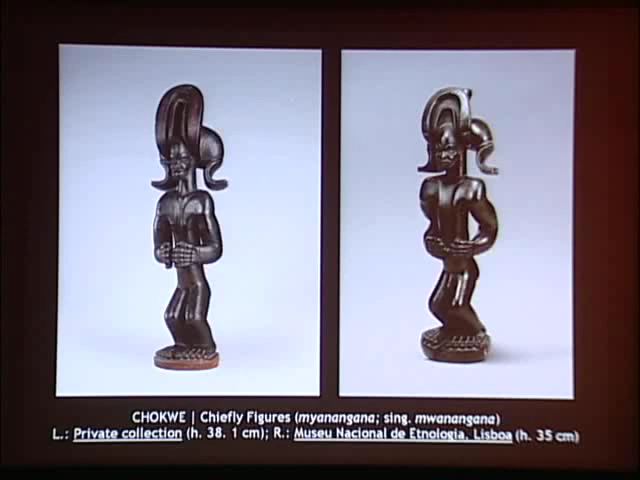 CHOKWE | Chiefly Figures (myanangana; sing. mwanangana)
L.: Private collection (h. 38. 1 cm); R.: Museu Nacional de Etnologia, Lisboa (h. 35 cm)